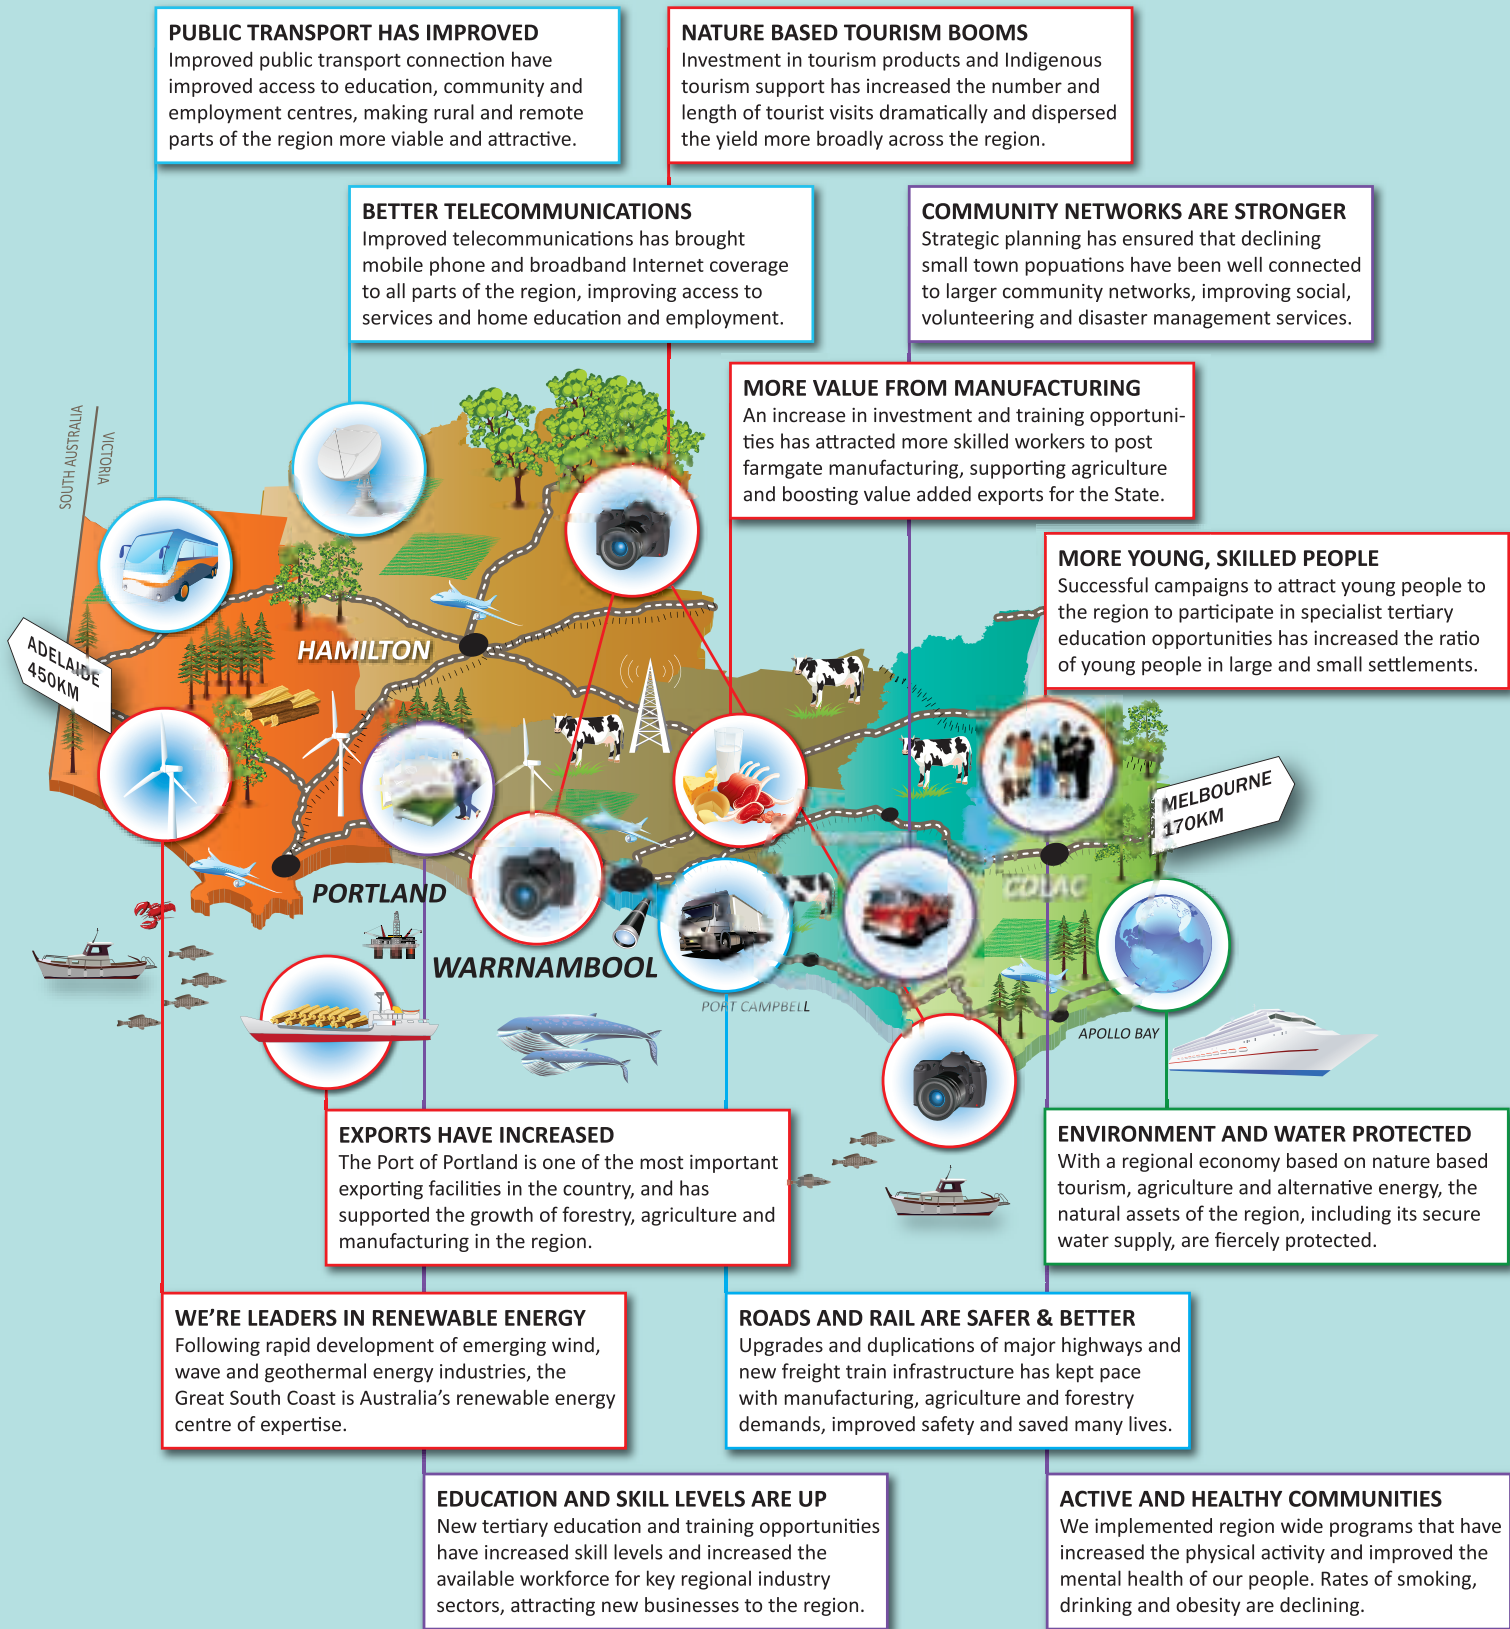 PUBLIC TRANSPORT HAS IMPROVED
Improved public transport connection have
improved access to education, community and
employment centres, making rural and remote
parts of the region more viable and attractive.
NATURE BASED TOURISM BOOMS
Investment in tourism products and Indigenous
tourism support has increased the number and
length of tourist visits dramatically and dispersed
the yield more broadly across the region.
BETTER TELECOMMUNICATIONS
Improved telecommunications has brought
mobile phone and broadband Internet coverage
to all parts of the region, improving access to
services and home education and employment.
COMMUNITY NETWORKS ARE STRONGER
Strategic planning has ensured that declining
small town popuations have been well connected
to larger community networks, improving social,
volunteering and disaster management services.
MORE VALUE FROM MANUFACTURING
An increase in investment and training opportuni-
ties has attracted more skilled workers to post
farmgate manufacturing, supporting agriculture
and boosting value added exports for the State.
SOUTH AUSTRALIA
VICTORIA
MORE YOUNG, SKILLED PEOPLE
Successful campaigns to attract young people to
the region to participate in specialist tertiary
education opportunities has increased the ratio
of young people in large and small settlements.
ADELAIDE
450KM
HAMILTON
MELBOURNE
170KM
PORTLAND
COLAC
WARRNAMBOOL
PORT CAMPBELL
APOLLO BAY
EXPORTS HAVE INCREASED
The Port of Portland is one of the most important
exporting facilities in the country, and has
supported the growth of forestry, agriculture and
manufacturing in the region.
ENVIRONMENT AND WATER PROTECTED
With a regional economy based on nature based
tourism, agriculture and alternative energy, the
natural assets of the region, including its secure
water supply, are fiercely protected.
WE'RE LEADERS IN RENEWABLE ENERGY
Following rapid development of emerging wind,
wave and geothermal energy industries, the
Great South Coast is Australia's renewable energy
centre of expertise.
ROADS AND RAIL ARE SAFER & BETTER
Upgrades and duplications of major highways and
new freight train infrastructure has kept pace
with manufacturing, agriculture and forestry
demands, improved safety and saved many lives.
EDUCATION AND SKILL LEVELS ARE UP
New tertiary education and training opportunities
have increased skill levels and increased the
available workforce for key regional industry
sectors, attracting new businesses to the region.
ACTIVE AND HEALTHY COMMUNITIES
We implemented region wide programs that have
increased the physical activity and improved the
mental health of our people. Rates of smoking,
drinking and obesity are declining.